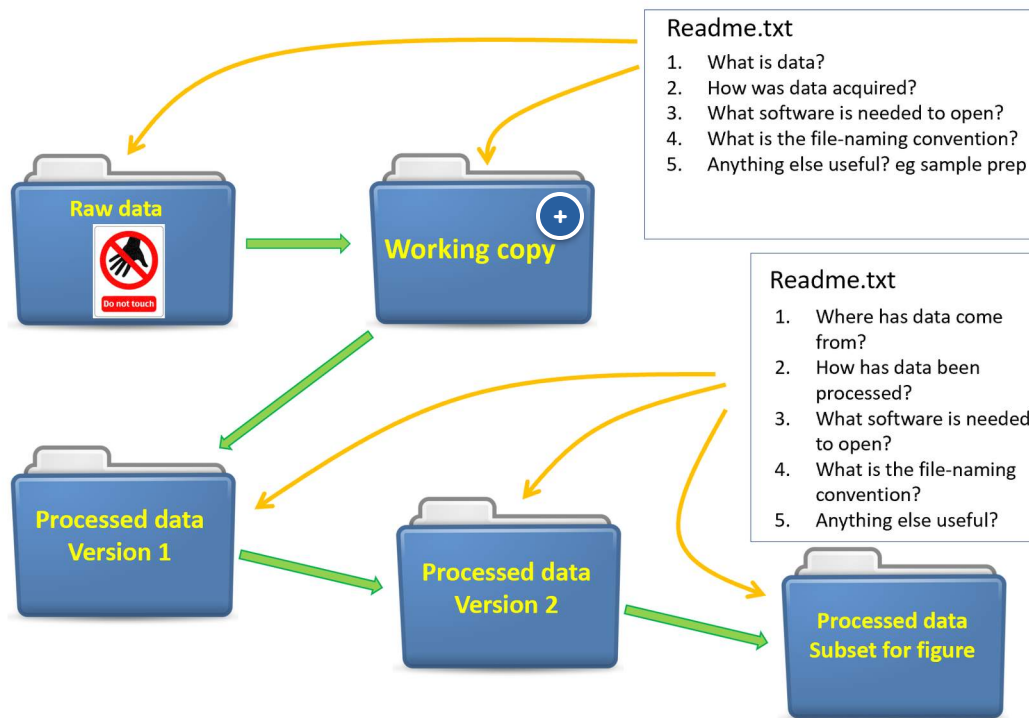 Readme.txt
1. What is data?
2. How was data acquired?
3. What software is needed to open?
4. What is the file-naming convention?
5. Anything else useful? eg sample prep
Raw data
Do not touch
Working copy
+
Readme.txt
1. Where has data come
from?
2. How has data been
processed?
3. What software is needed
to open?
4. What is the file-naming
convention?
5. Anything else useful?
Processed data
Version 1
Processed data
Version 2
Processed data
Subset for figure